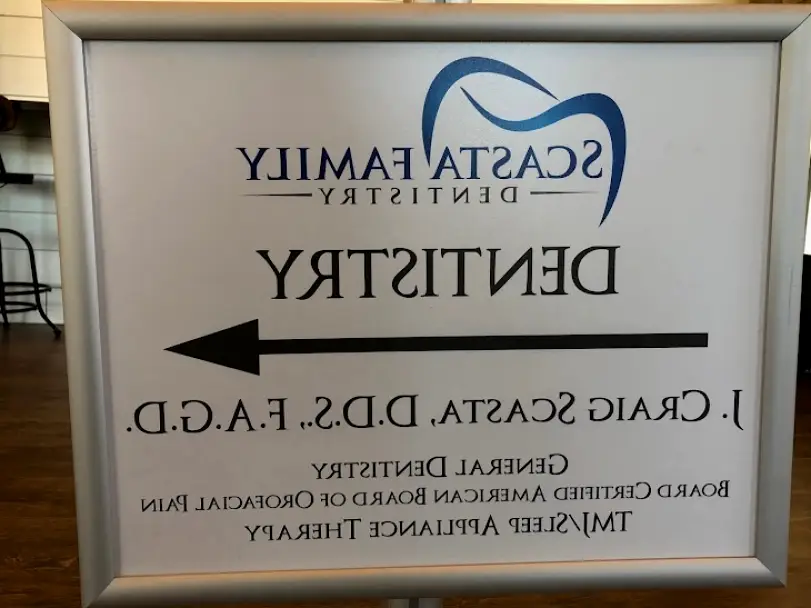 SCASTA FAMILY
DENTISTRY
DENTISTRY
J. CRAIG SCASTA, D.D.S., F.A.G.D.
GENERAL DENTISTRY
BOARD CERTIFIED AMERICAN BOARD OF OROFACIAL PAIN
TMJ/SLEEP APPLIANCE THERAPY